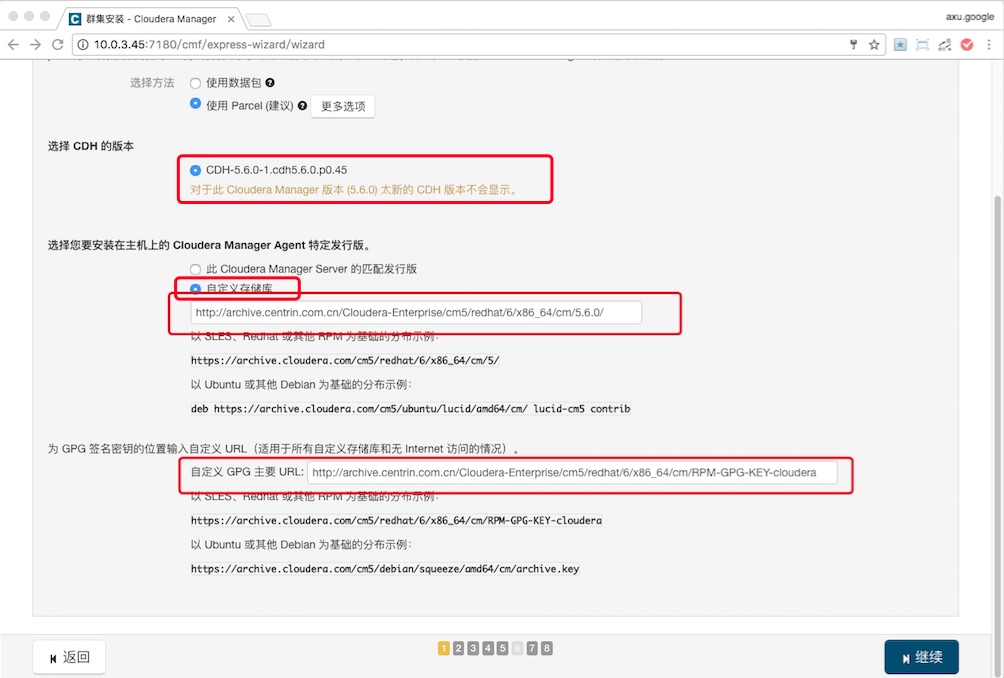 群集安装 - Cloudera Manager
axu.google
10.0.3.45:7180/cmf/express-wizard/wizard
选择方法
使用数据包
使用 Parcel (建议) 更多选项
选择 CDH 的版本
CDH-5.6.0-1.cdh5.6.0.p0.45
对于此 Cloudera Manager 版本 (5.6.0) 太新的 CDH 版本不会显示。
选择您要安装在主机上的 Cloudera Manager Agent 特定发行版。
此 Cloudera Manager Server 的匹配发行版
自定义存储库
http://archive.centrin.com.cn/Cloudera-Enterprise/cm5/redhat/6/x86_64/cm/5.6.0/
以 SLES、Redhat 或其他 RPM 为基础的分布示例:
https://archive.cloudera.com/cm5/redhat/6/x86_64/cm/5/
以 Ubuntu 或其他 Debian 为基础的分布示例:
deb https://archive.cloudera.com/cm5/ubuntu/lucid/amd64/cm/ lucid-cm5 contrib
为 GPG 签名密钥的位置输入自定义 URL（适用于所有自定义存储库和无 Internet 访问的情况）。
自定义 GPG 主要 URL: http://archive.centrin.com.cn/Cloudera-Enterprise/cm5/redhat/6/x86_64/cm/RPM-GPG-KEY-cloudera
以 SLES、Redhat 或其他 RPM 为基础的分布示例:
https://archive.cloudera.com/cm5/redhat/6/x86_64/cm/RPM-GPG-KEY-cloudera
以 Ubuntu 或其他 Debian 为基础的分布示例:
https://archive.cloudera.com/cm5/debian/squeeze/amd64/cm/archive.key
返回
1 2 3 4 5 6 7 8
继续